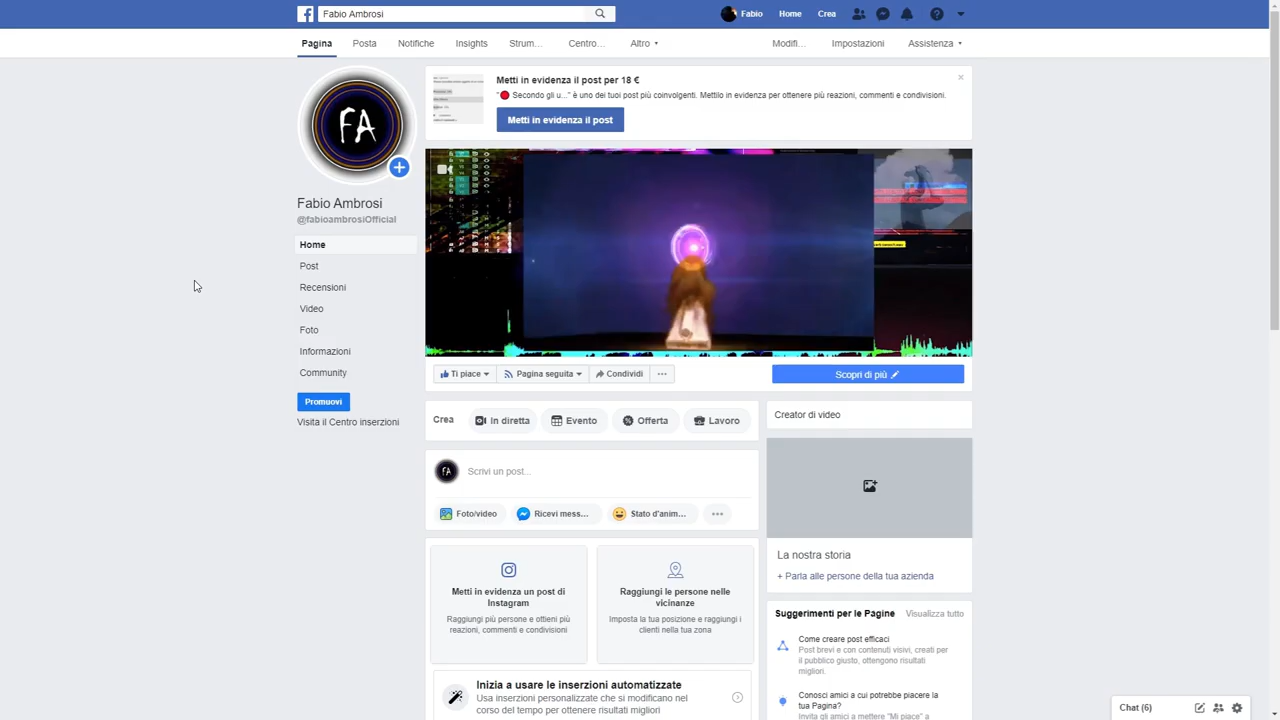 Fabio Ambrosi
Fabio Home Crea
Pagina Posta Notifiche Insights Strum... Centro... Altro Modifi... Impostazioni Assistenza
FA
Fabio Ambrosi
@fabioambrosiOfficial
Home
Post
Recensioni
Video
Foto
Informazioni
Community
Promuovi
Visita il Centro inserzioni
Metti in evidenza il post per 18 €
"🔴 Secondo gli u..." è uno dei tuoi post più coinvolgenti. Mettilo in evidenza per ottenere più reazioni, commenti e condivisioni.
Metti in evidenza il post
Ti piace Pagina seguita Condividi ... Scopri di più
Crea In diretta Evento Offerta Lavoro
FA Scrivi un post...
Foto/video Ricevi mess... Stato d'anim... ...
Metti in evidenza un post di
Instagram
Raggiungi più persone e ottieni più
reazioni, commenti e condivisioni
Raggiungi le persone nelle
vicinanze
Imposta la tua posizione e raggiungi i
clienti nella tua zona
Inizia a usare le inserzioni automatizzate
Usa inserzioni personalizzate che si modificano nel
corso del tempo per ottenere risultati migliori
Creator di video
La nostra storia
+ Parla alle persone della tua azienda
Suggerimenti per le Pagine Visualizza tutto
Come creare post efficaci
Post brevi e con contenuti visivi, creati per
il pubblico giusto, ottengono risultati
migliori.
Conosci amici a cui potrebbe piacere la
tua Pagina?
Invita gli amici a mettere "Mi piace" a
Chat (6)